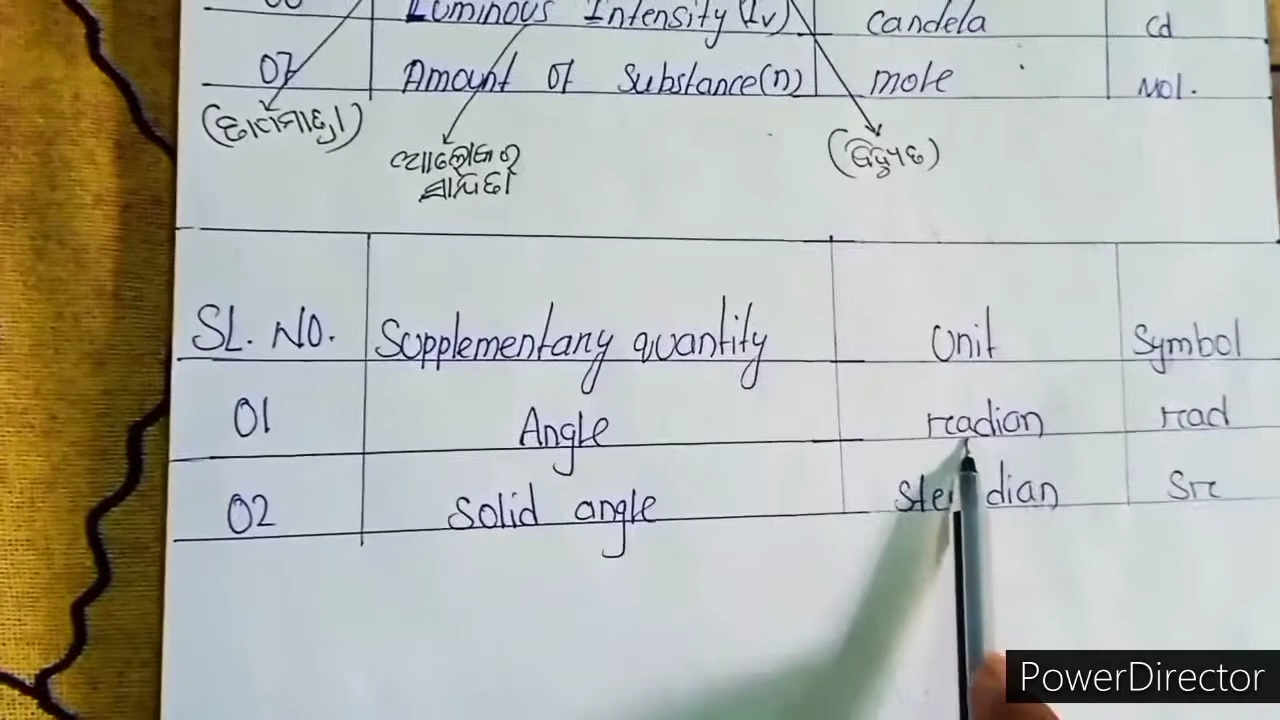 Luminous Intensity (Iv) candela Cd
07 Amount of Substance(n) mole Mol.
SL. NO. Supplementary quantity Unit Symbol
01 Angle radian rad
02 Solid angle dian Sr
PowerDirector